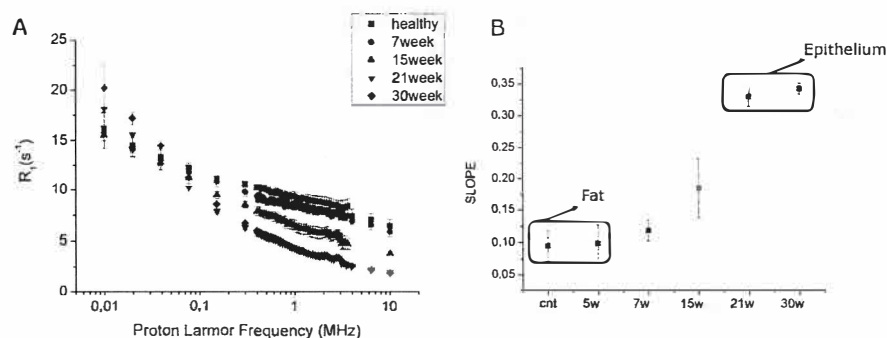 A
healthy
7week
15week
21week
30week
25
20
15
10
5
0
R₁(s⁻¹)
0,01
0,1
1
10
Proton Larmor Frequency (MHz)
B
Epithelium
Fat
0.35
0.30
0.25
0.20
0.15
0.10
0.05
SLOPE
cnt
5w
7w
15w
21w
30w